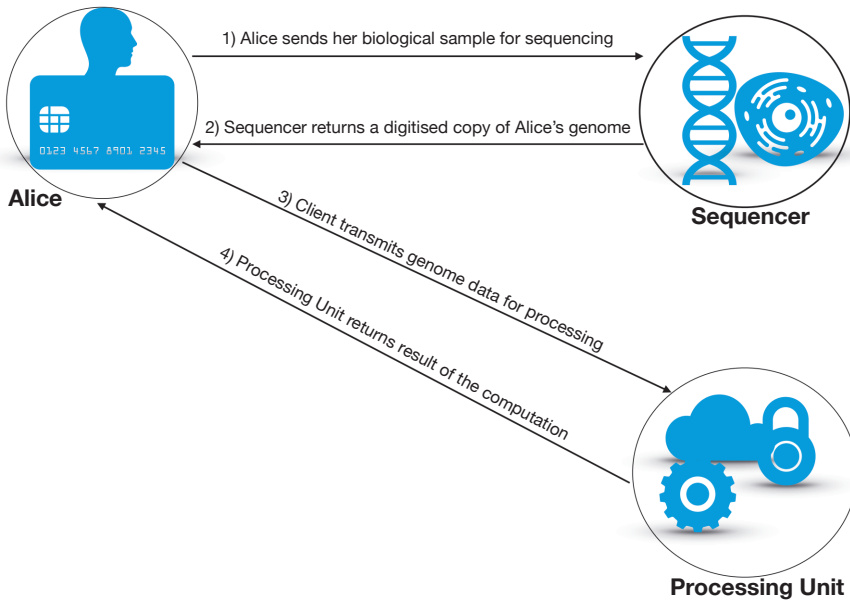 1) Alice sends her biological sample for sequencing
2) Sequencer returns a digitised copy of Alice's genome
0123 4567 8901 2345
Alice
Sequencer
3) Client transmits genome data for processing
4) Processing Unit returns result of the computation
Processing Unit